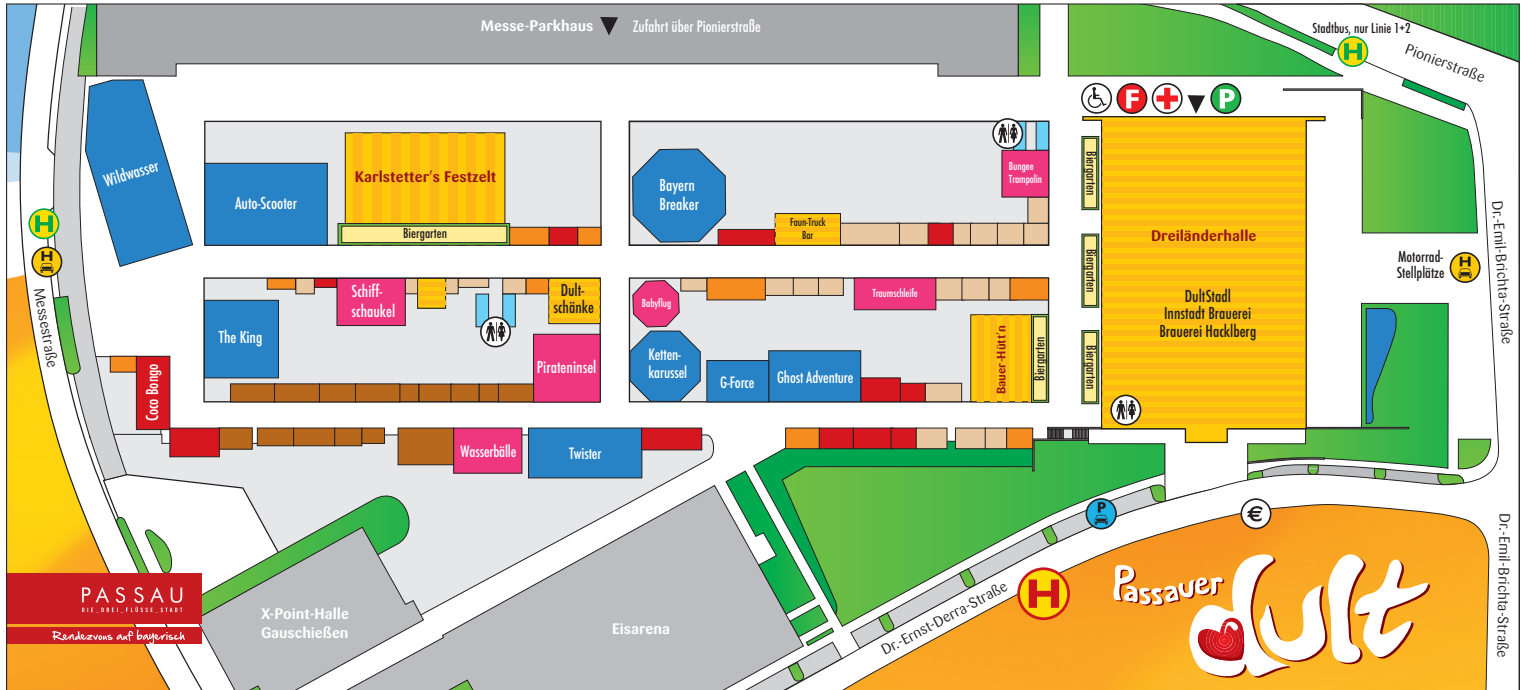 Messe-Parkhaus Zufahrt über Pionierstraße
Stadtbus, nur Linie 1+2
H
Pionierstraße
F
P
Wildwasser
Auto-Scooter
Karlstetter's Festzelt
Biergarten
Bayern
Breaker
Faun-Truck
Bar
Bungee
Trampolin
Biergarten
Biergarten
Biergarten
Dreiländerhalle
DultStadl
Innstadt Brauerei
Brauerei Hacklberg
Motorrad-
Stellplätze
H
Dr.-Emil-Brichta-Straße
H
H
Messestraße
The King
Schiff-
schaukel
Dult-
schänke
Pirateninsel
Babyflug
Traumschleife
Ketten-
karussel
G-Force
Ghost Adventure
Bauer-Hütt'n
Biergarten
Coco Bongo
Wasserbälle
Twister
P
€
Dr.-Emil-Brichta-Straße
PASSAU
DIE_DREI_FLÜSSE_STADT
Rendezvous auf bayerisch
X-Point-Halle
Gauschießen
Eisarena
Dr.-Ernst-Derra-Straße
H
Passauer
dult